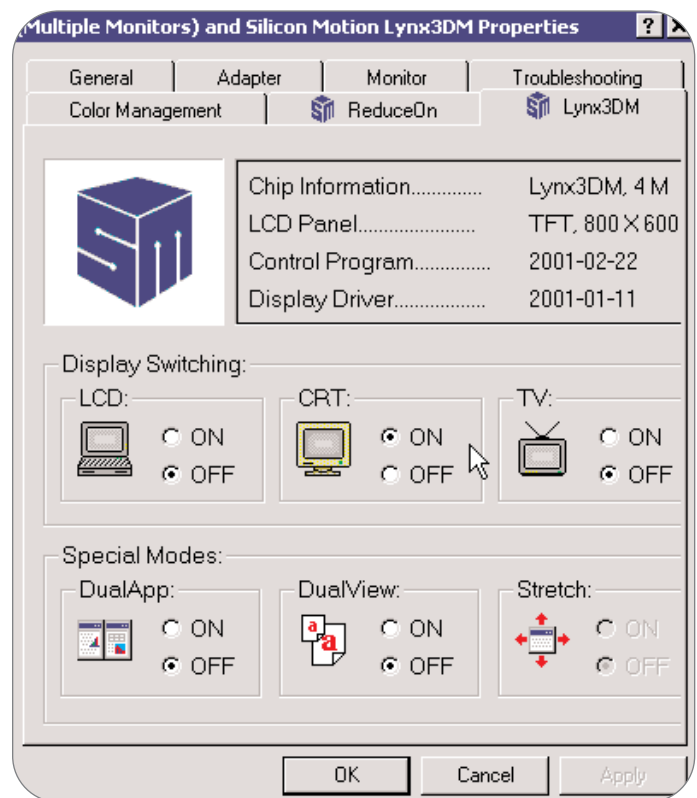 (Multiple Monitors) and Silicon Motion Lynx3DM Properties ? X
General Adapter Monitor Troubleshooting
Color Management SM ReduceOn SM Lynx3DM
SM
Chip Information.............. Lynx3DM, 4 M
LCD Panel....................... TFT, 800×600
Control Program............... 2001-02-22
Display Driver.................. 2001-01-11
Display Switching:
LCD: CRT: TV:
ON ON ON
OFF OFF OFF
Special Modes:
DualApp: DualView: Stretch:
a a
ON ON ON
OFF OFF OFF
OK Cancel Apply